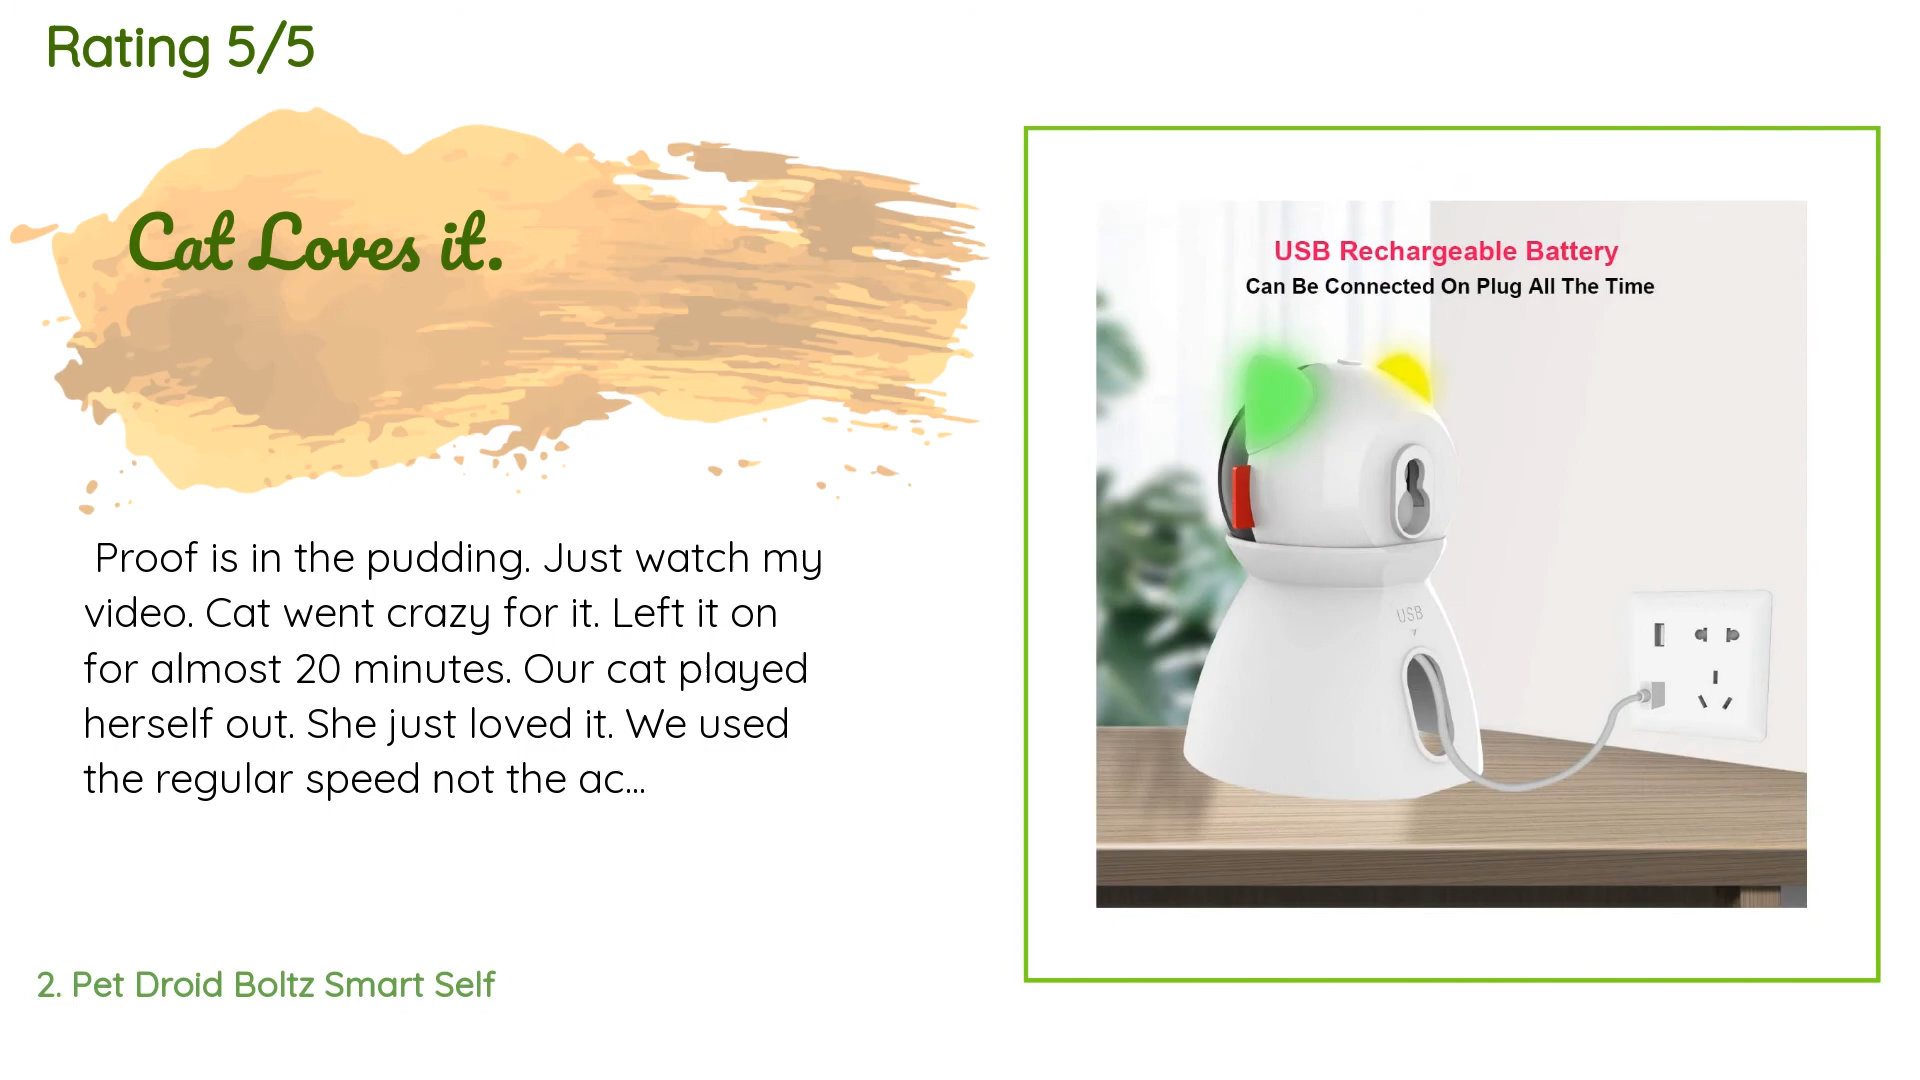 Rating 5/5
Cat Loves it.
Proof is in the pudding. Just watch my
video. Cat went crazy for it. Left it on
for almost 20 minutes. Our cat played
herself out. She just loved it. We used
the regular speed not the ac...
2. Pet Droid Boltz Smart Self
USB Rechargeable Battery
Can Be Connected On Plug All The Time
USB